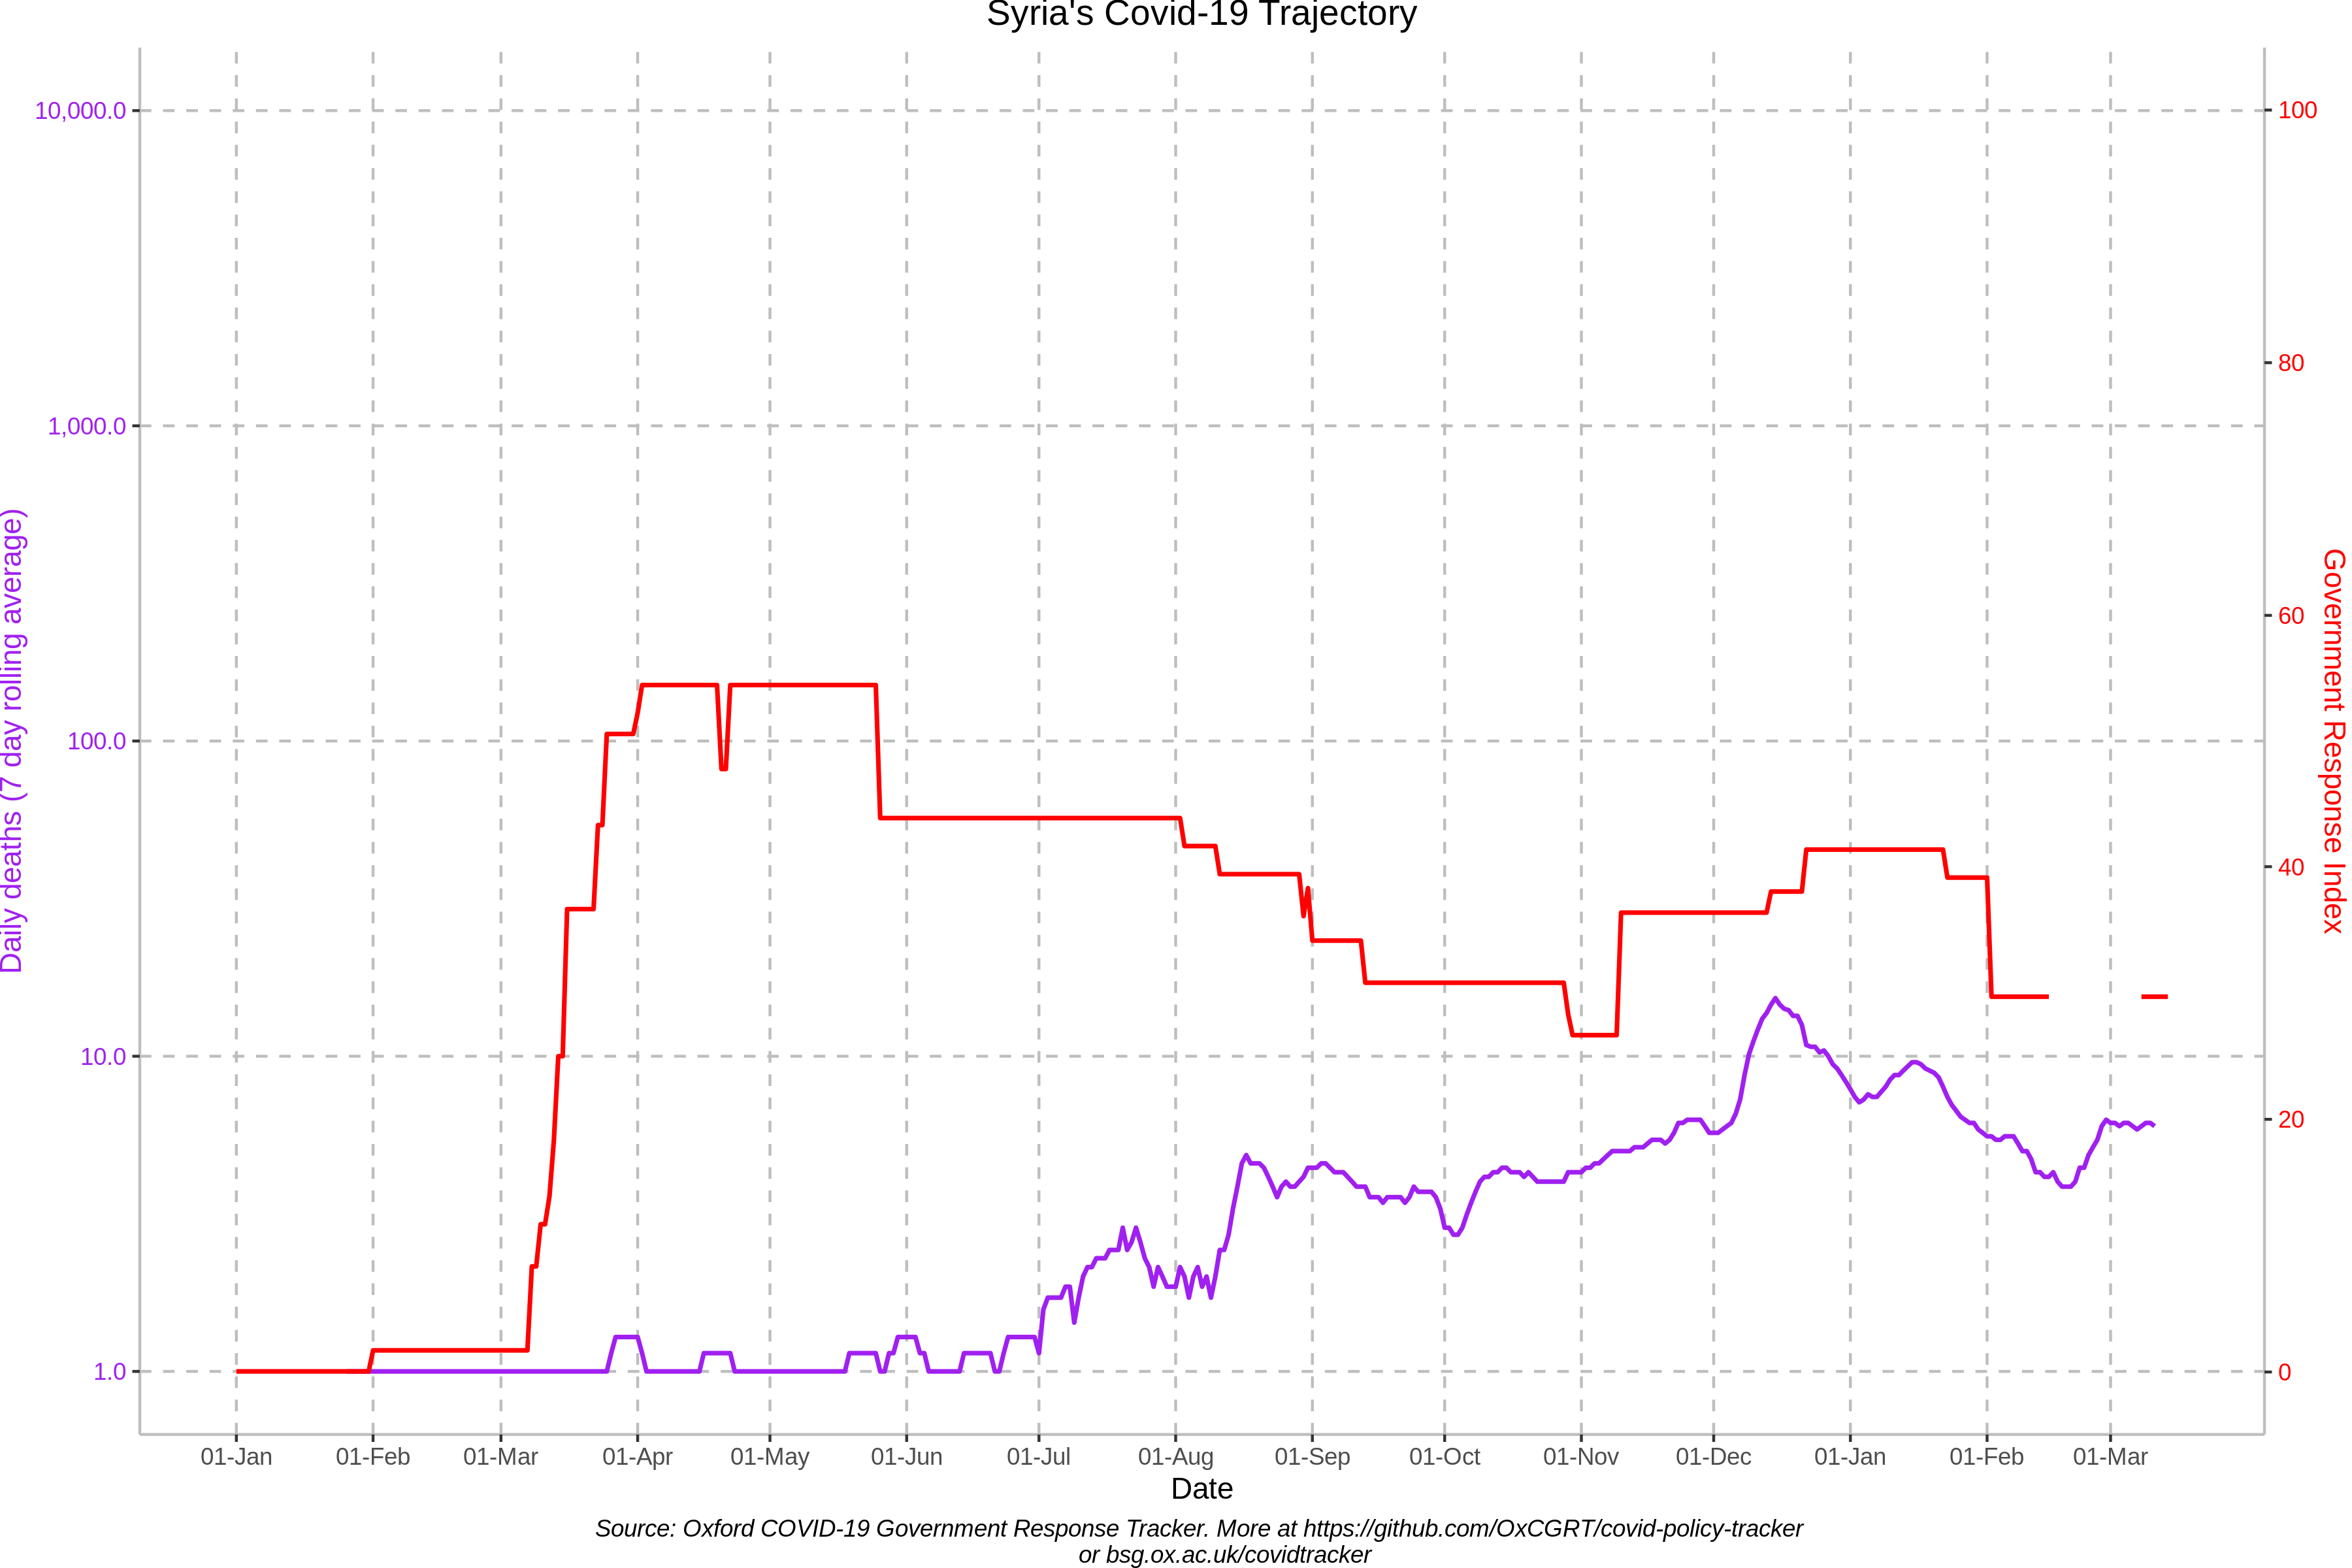 Syria's Covid-19 Trajectory
10,000.0
1,000.0
100.0
10.0
1.0
Daily deaths (7 day rolling average)
100
80
60
40
20
0
Government Response Index
01-Jan 01-Feb 01-Mar 01-Apr 01-May 01-Jun 01-Jul 01-Aug 01-Sep 01-Oct 01-Nov 01-Dec 01-Jan 01-Feb 01-Mar
Date
Source: Oxford COVID-19 Government Response Tracker. More at https://github.com/OxCGRT/covid-policy-tracker
or bsg.ox.ac.uk/covidtracker